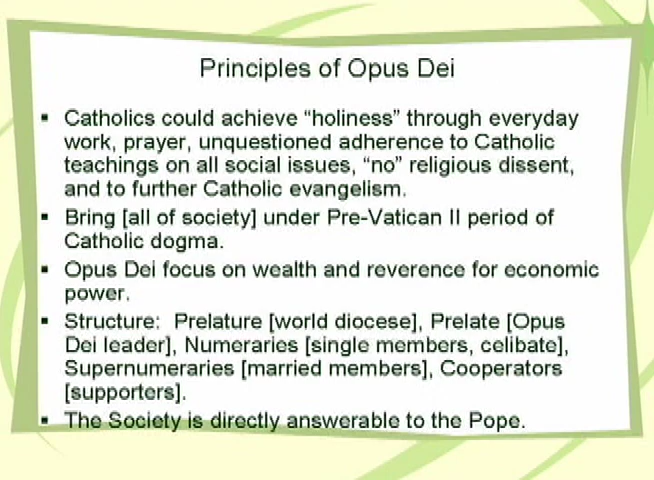 Principles of Opus Dei
▪ Catholics could achieve “holiness” through everyday
work, prayer, unquestioned adherence to Catholic
teachings on all social issues, “no” religious dissent,
and to further Catholic evangelism.
▪ Bring [all of society] under Pre-Vatican II period of
Catholic dogma.
▪ Opus Dei focus on wealth and reverence for economic
power.
▪ Structure:  Prelature [world diocese], Prelate [Opus
Dei leader], Numeraries [single members, celibate],
Supernumeraries [married members], Cooperators
[supporters].
▪ The Society is directly answerable to the Pope.